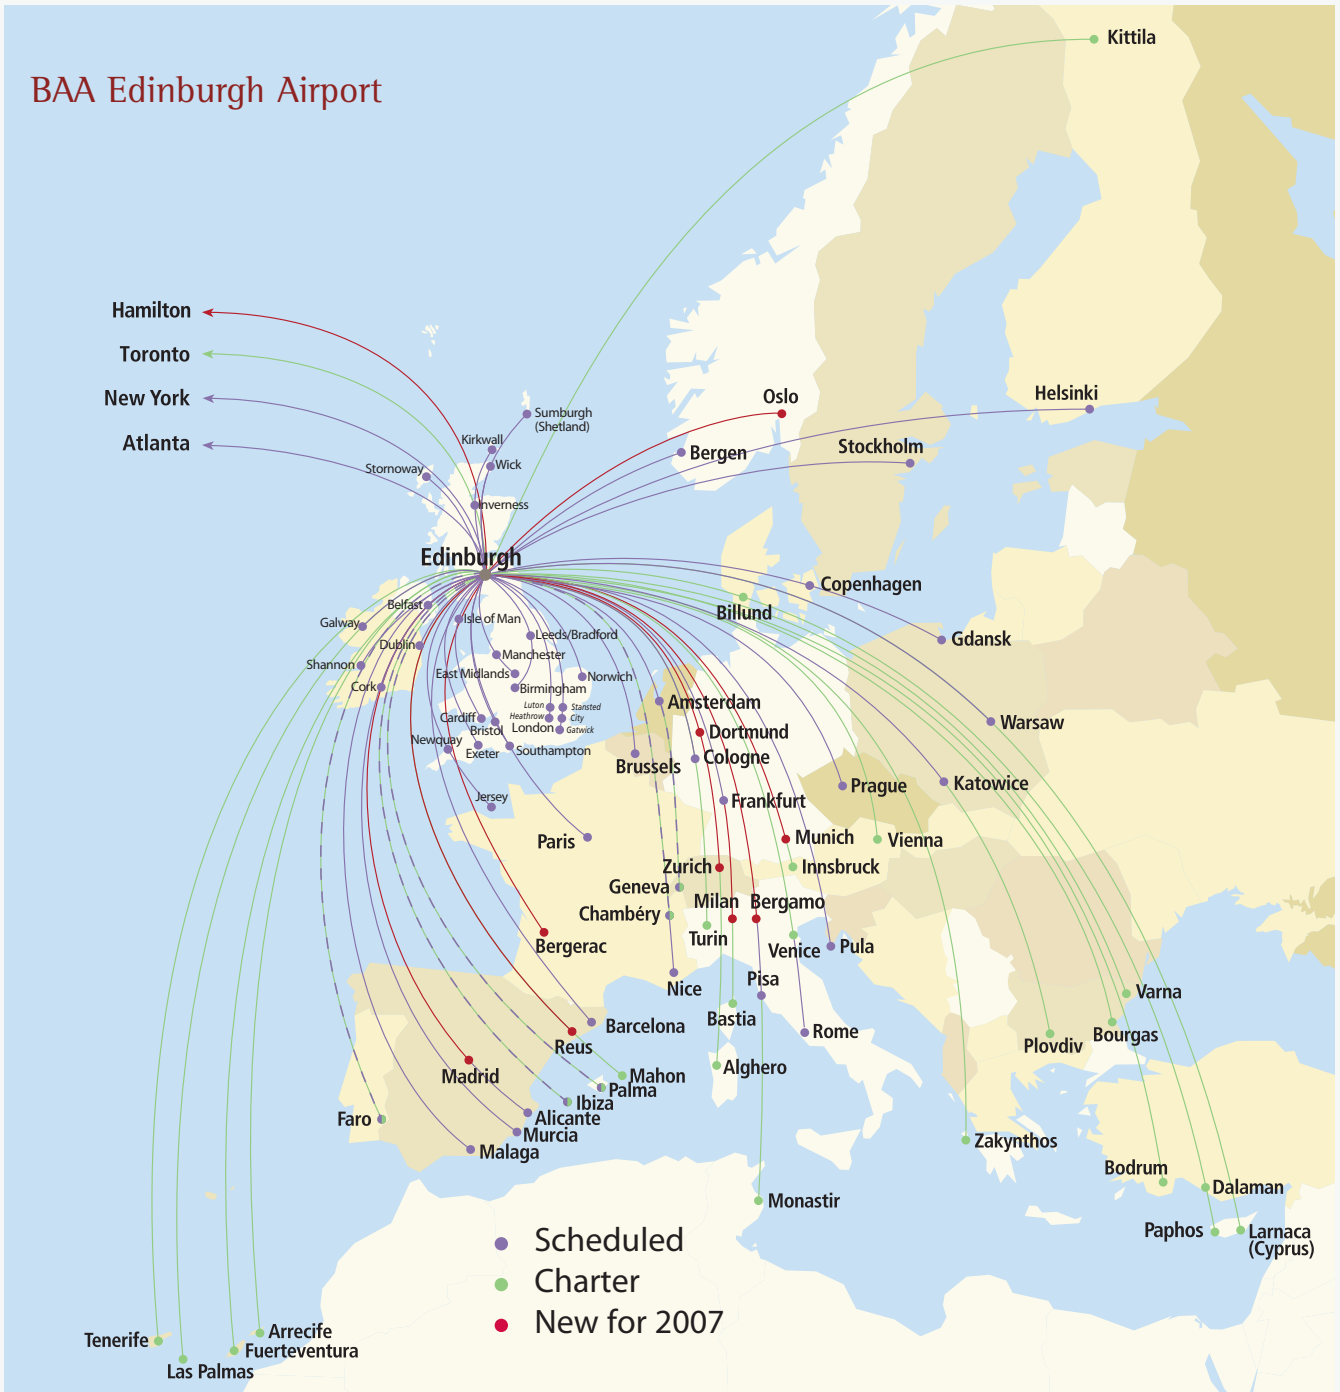 BAA Edinburgh Airport
Kittila
Hamilton
Toronto
New York
Atlanta
Sumburgh
(Shetland)
Kirkwall
Wick
Stornoway
Inverness
Edinburgh
Oslo
Bergen
Helsinki
Stockholm
Copenhagen
Billund
Gdansk
Belfast
Galway
Isle of Man
Dublin
Leeds/Bradford
Shannon
Manchester
East Midlands
Cork
Birmingham
Norwich
Luton
Stansted
Heathrow
City
Cardiff
London
Gatwick
Bristol
Newquay
Exeter
Southampton
Jersey
Amsterdam
Dortmund
Cologne
Brussels
Warsaw
Prague
Katowice
Frankfurt
Paris
Munich
Vienna
Zurich
Innsbruck
Geneva
Milan
Bergamo
Chambéry
Turin
Venice
Pula
Bergerac
Nice
Pisa
Varna
Bastia
Rome
Barcelona
Bourgas
Plovdiv
Reus
Alghero
Madrid
Mahon
Palma
Ibiza
Faro
Alicante
Murcia
Malaga
Zakynthos
Bodrum
Dalaman
Monastir
Paphos
Larnaca
(Cyprus)
Scheduled
Charter
New for 2007
Tenerife
Arrecife
Fuerteventura
Las Palmas